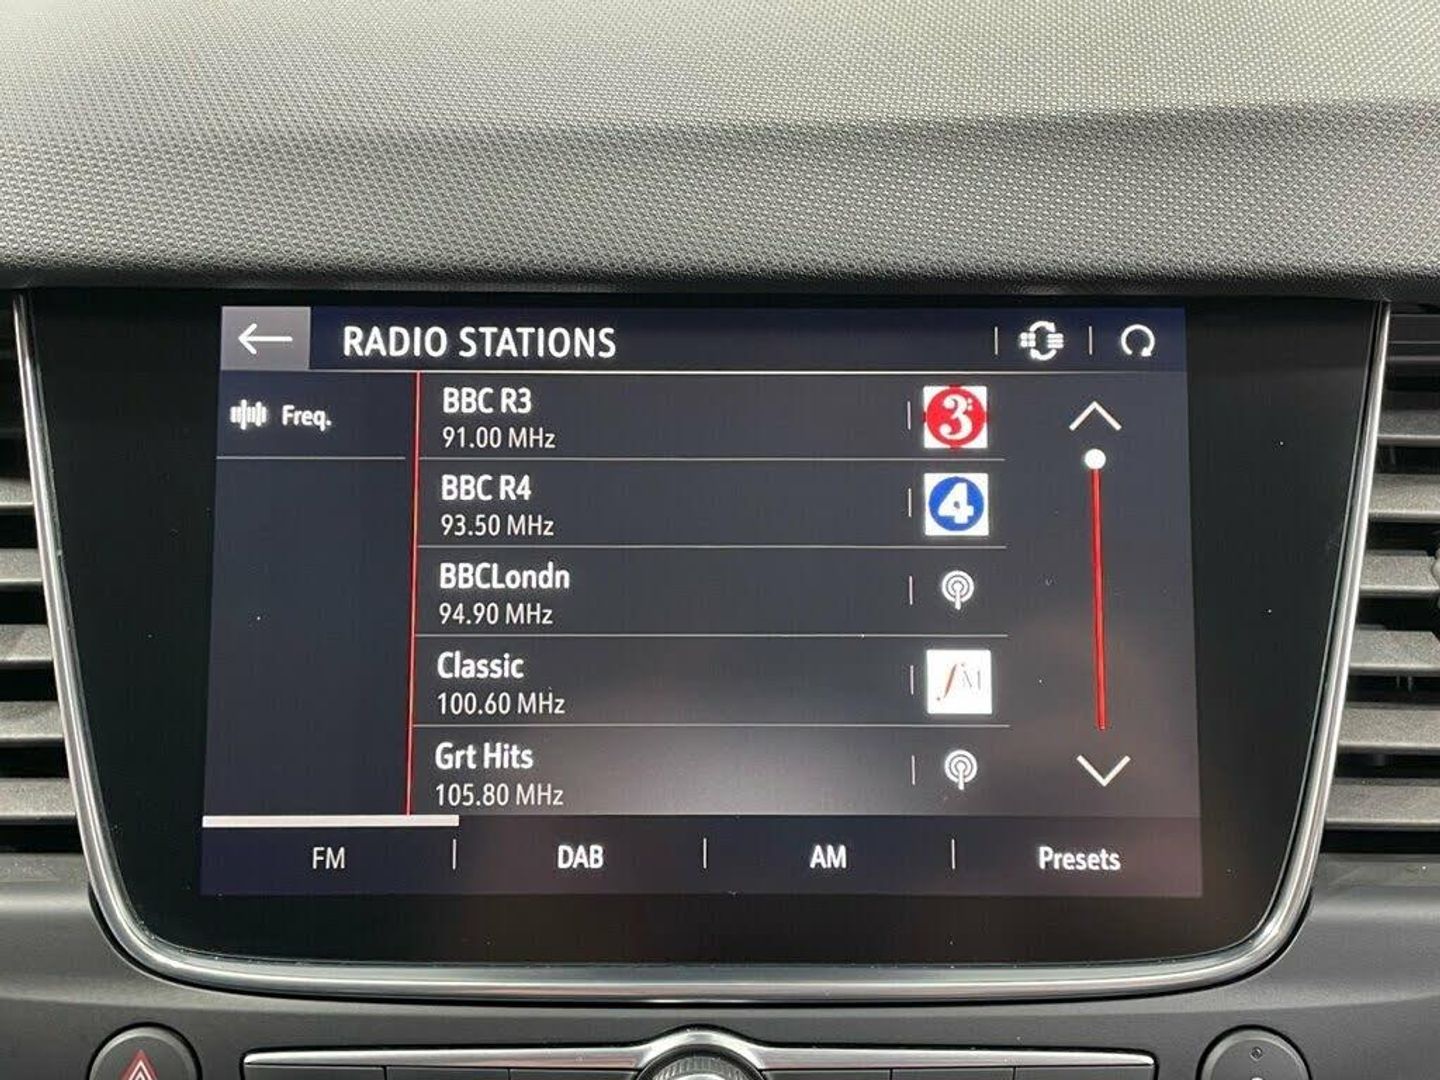 RADIO STATIONS
Freq.
BBC R3
91.00 MHz
3
BBC R4
93.50 MHz
4
BBCLondn
94.90 MHz
Classic
100.60 MHz
fM
Grt Hits
105.80 MHz
FM
DAB
AM
Presets